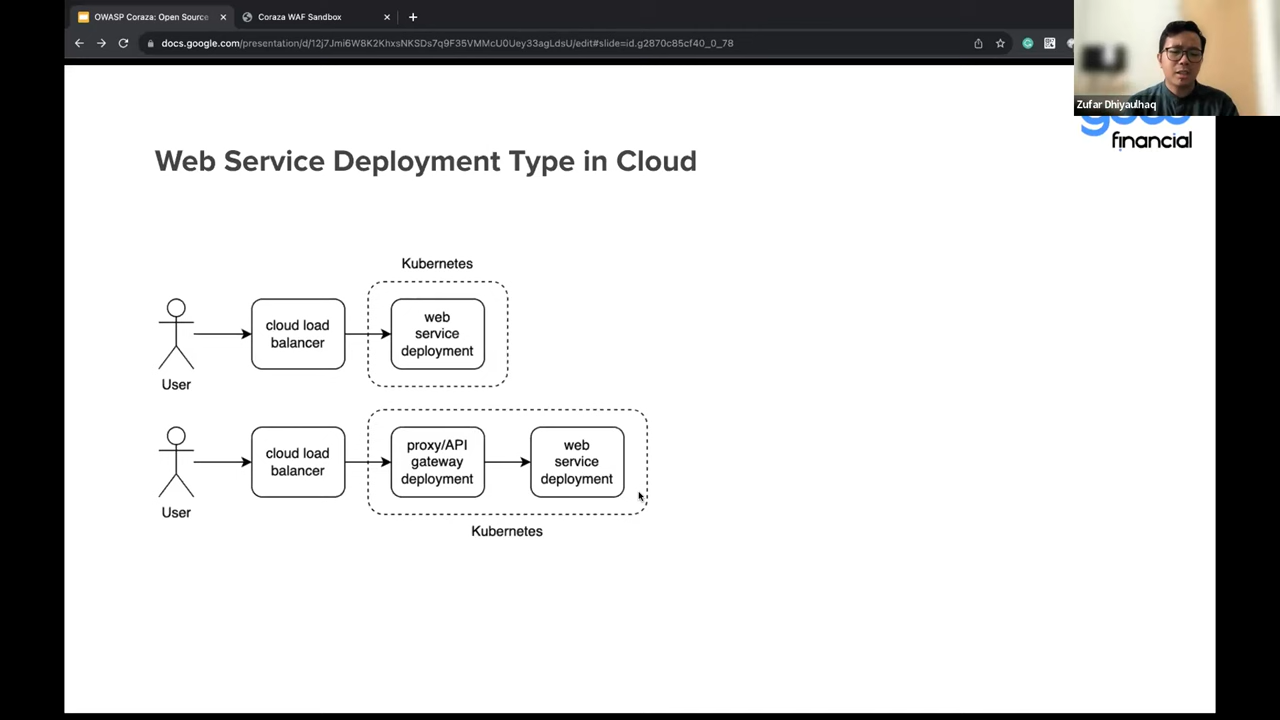 OWASP Coraza: Open Source
Coraza WAF Sandbox
docs.google.com/presentation/d/12j7Jmi6W8K2KhxsNKSDs7q9F35VMMcU0Uey33agLdsU/edit#slide=id.g2870c85cf40_0_78
Zufar Dhiyaulhaq
financial
Web Service Deployment Type in Cloud
Kubernetes
User
cloud load
balancer
web
service
deployment
User
cloud load
balancer
proxy/API
gateway
deployment
web
service
deployment
Kubernetes